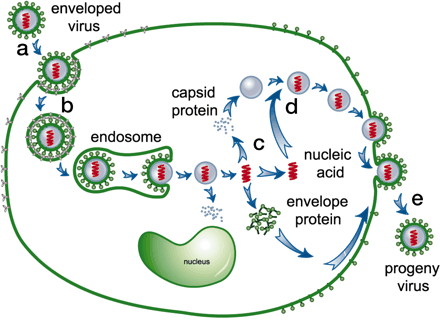 enveloped
virus
a
b
endosome
capsid
protein
c
d
nucleic
acid
envelope
protein
nucleus
e
progeny
virus